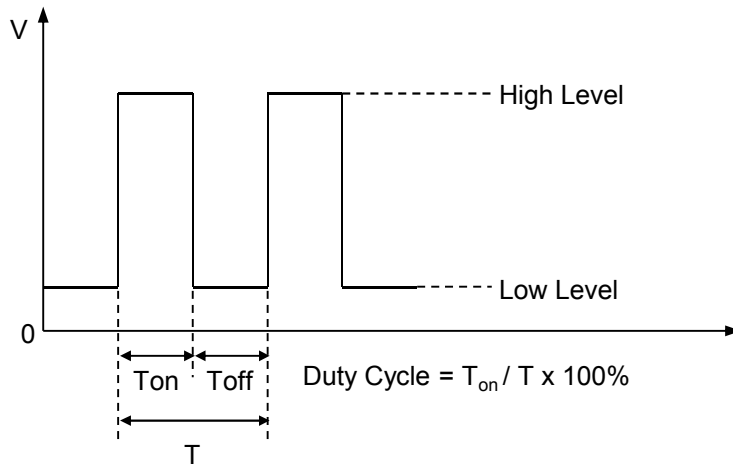 V
High Level
Low Level
0
Ton Toff
Duty Cycle = Ton / T x 100%
T